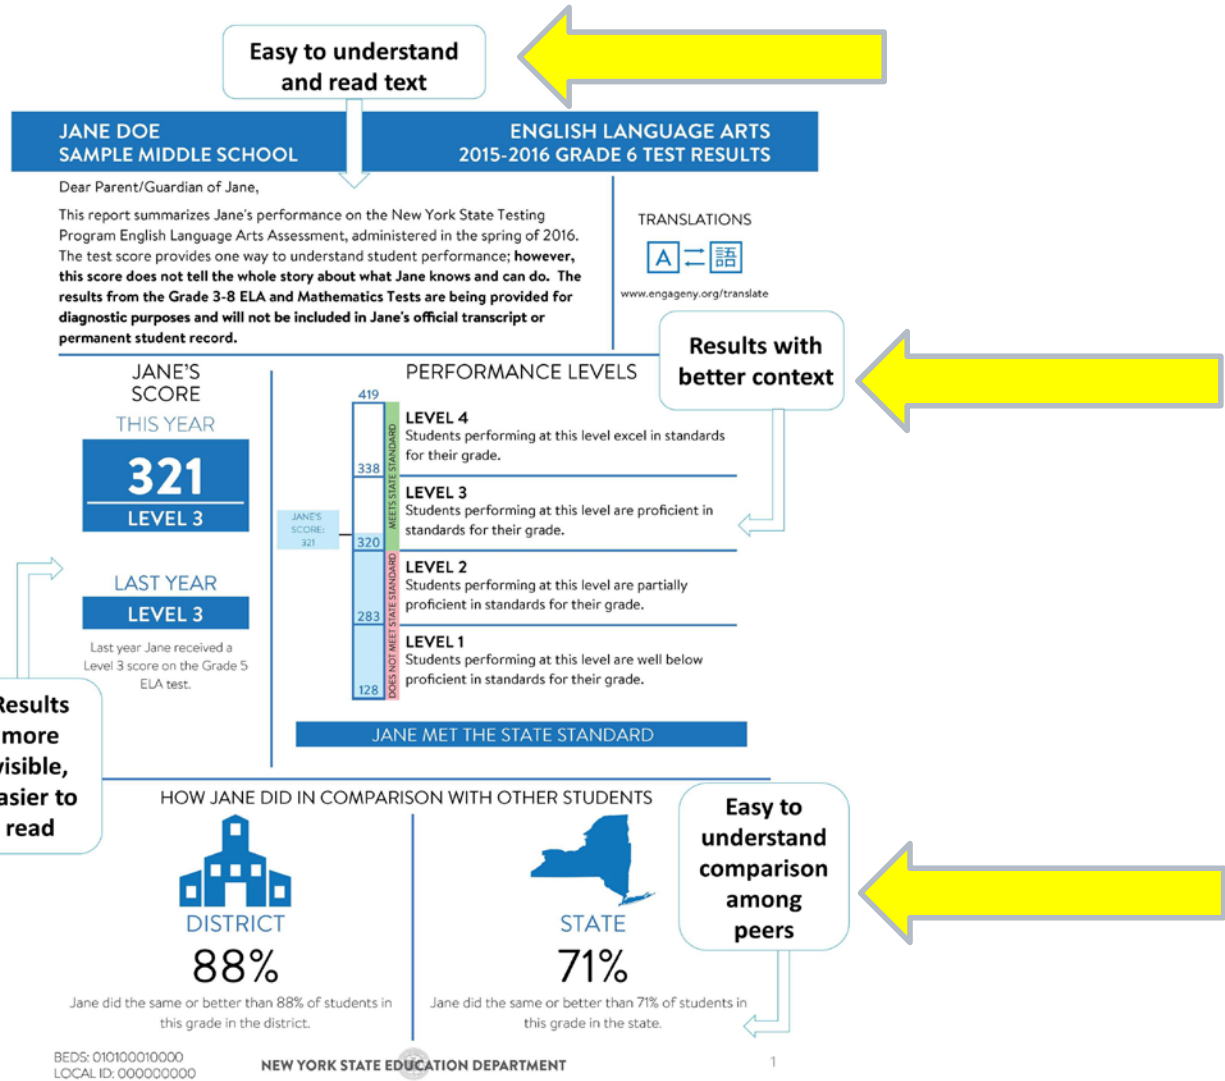 Easy to understand
and read text
JANE DOE
SAMPLE MIDDLE SCHOOL
ENGLISH LANGUAGE ARTS
2015-2016 GRADE 6 TEST RESULTS
Dear Parent/Guardian of Jane,
This report summarizes Jane's performance on the New York State Testing
Program English Language Arts Assessment, administered in the spring of 2016.
The test score provides one way to understand student performance; however,
this score does not tell the whole story about what Jane knows and can do. The
results from the Grade 3-8 ELA and Mathematics Tests are being provided for
diagnostic purposes and will not be included in Jane's official transcript or
permanent student record.
TRANSLATIONS
A 語
www.engageny.org/translate
Results with
better context
JANE'S
SCORE
THIS YEAR
321
LEVEL 3
LAST YEAR
LEVEL 3
Last year Jane received a
Level 3 score on the Grade 5
ELA test.
Results
more
visible,
easier to
read
PERFORMANCE LEVELS
419
338
320
283
128
MEETS STATE STANDARD
DOES NOT MEET STATE STANDARD
JANE'S
SCORE:
321
LEVEL 4
Students performing at this level excel in standards
for their grade.
LEVEL 3
Students performing at this level are proficient in
standards for their grade.
LEVEL 2
Students performing at this level are partially
proficient in standards for their grade.
LEVEL 1
Students performing at this level are well below
proficient in standards for their grade.
JANE MET THE STATE STANDARD
HOW JANE DID IN COMPARISON WITH OTHER STUDENTS
DISTRICT
88%
Jane did the same or better than 88% of students in
this grade in the district.
STATE
71%
Jane did the same or better than 71% of students in
this grade in the state.
Easy to
understand
comparison
among
peers
BEDS: 010100010000
LOCAL ID: 000000000
NEW YORK STATE EDUCATION DEPARTMENT
1